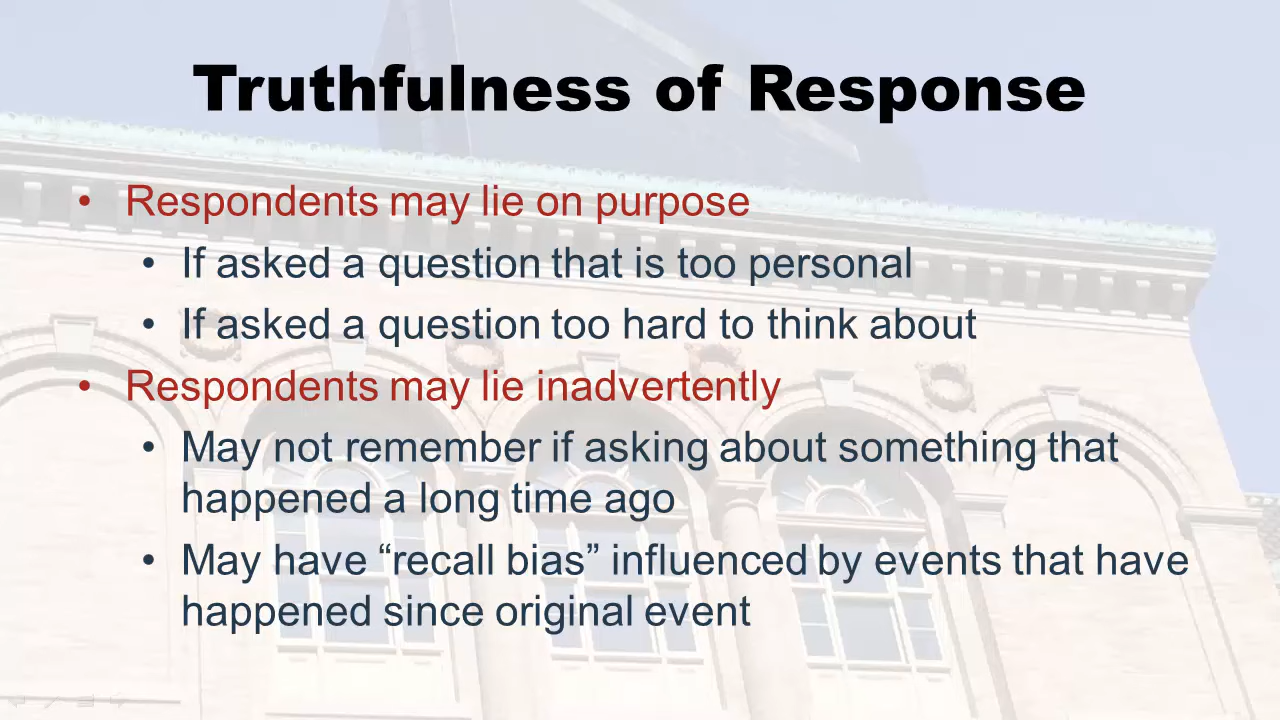 Truthfulness of Response
• Respondents may lie on purpose
• If asked a question that is too personal
• If asked a question too hard to think about
• Respondents may lie inadvertently
• May not remember if asking about something that
happened a long time ago
• May have “recall bias” influenced by events that have
happened since original event